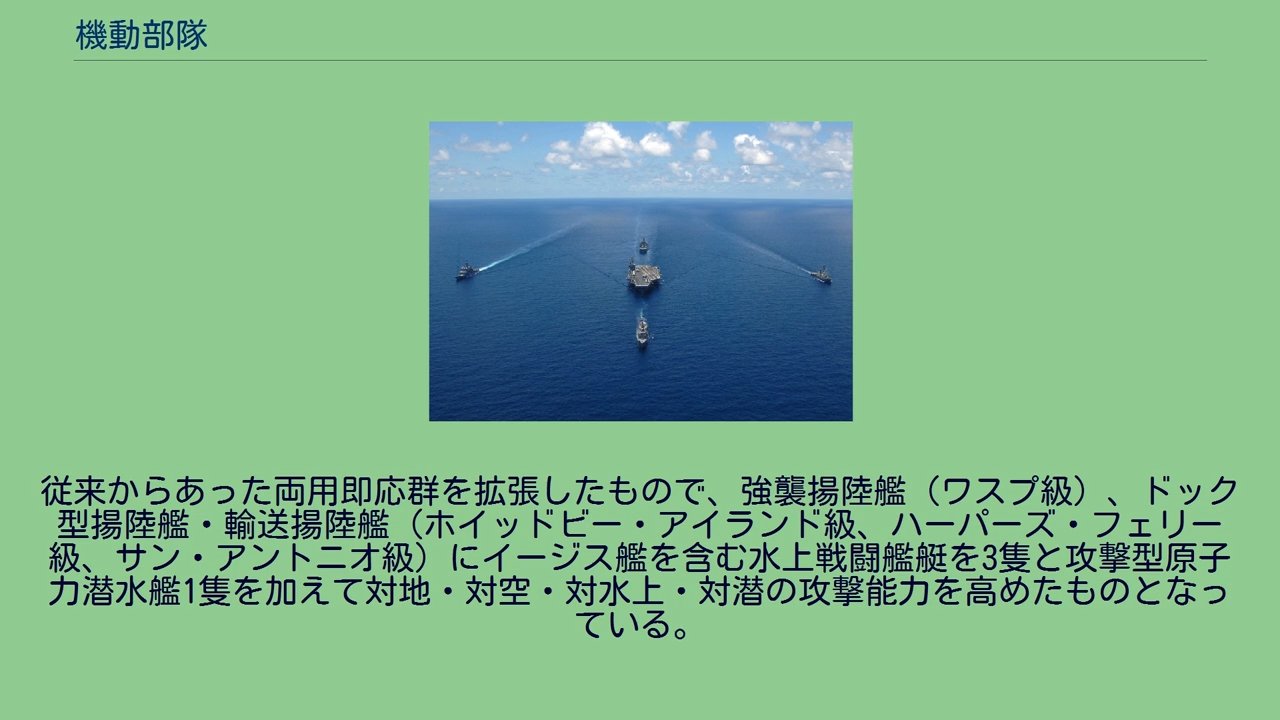 機動部隊
従来からあった両用即応群を拡張したもので、強襲揚陸艦（ワスプ級）、ドック
型揚陸艦・輸送揚陸艦（ホイッドビー・アイランド級、ハーパーズ・フェリー
級、サン・アントニオ級）にイージス艦を含む水上戦闘艦艇を3隻と攻撃型原子
力潜水艦1隻を加えて対地・対空・対水上・対潜の攻撃能力を高めたものとなっ
ている。